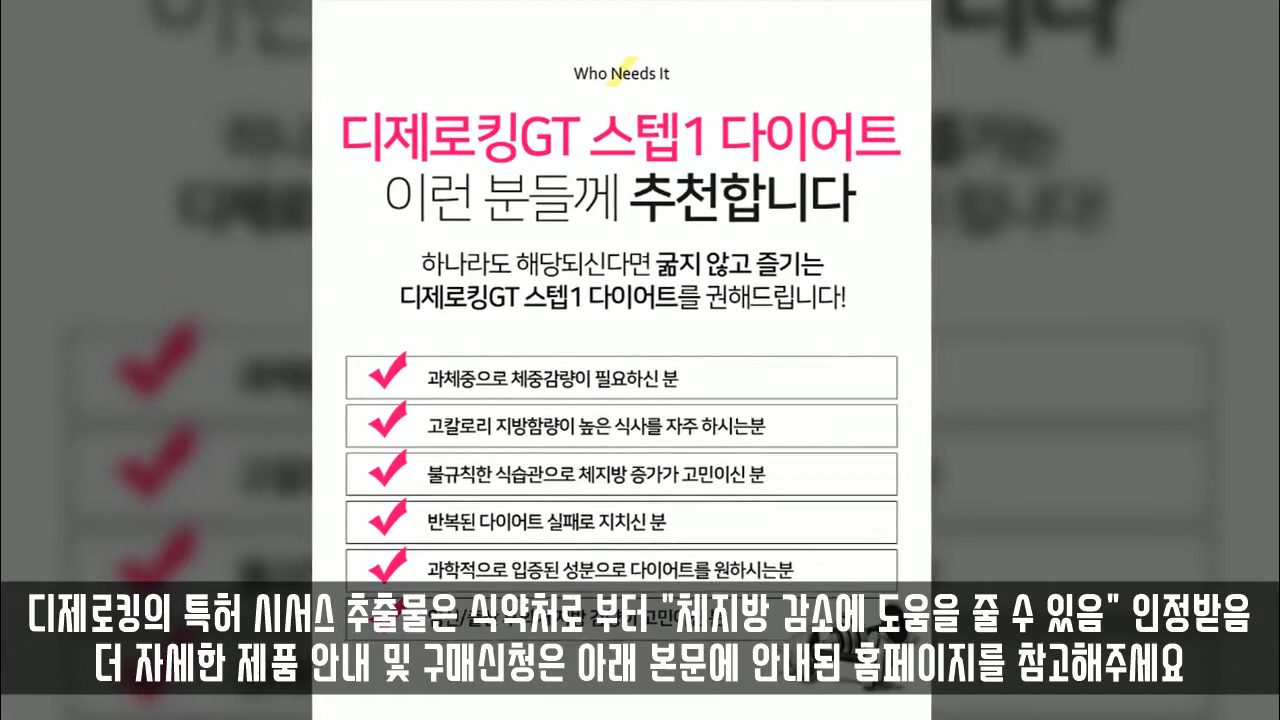 Who Needs It
디제로킹GT 스텝1 다이어트
이런 분들께 추천합니다
하나라도 해당되신다면 굶지 않고 즐기는
디제로킹GT 스텝1 다이어트를 권해드립니다!
과체중으로 체중감량이 필요하신 분
고칼로리 지방함량이 높은 식사를 자주 하시는분
불규칙한 식습관으로 체지방 증가가 고민이신 분
반복된 다이어트 실패로 지치신 분
과학적으로 입증된 성분으로 다이어트를 원하시는분
디제로킹의 특허 시서스 추출물은 식약처로 부터 "체지방 감소에 도움을 줄 수 있음" 인정받음
더 자세한 제품 안내 및 구매신청은 아래 본문에 안내된 홈페이지를 참고해주세요